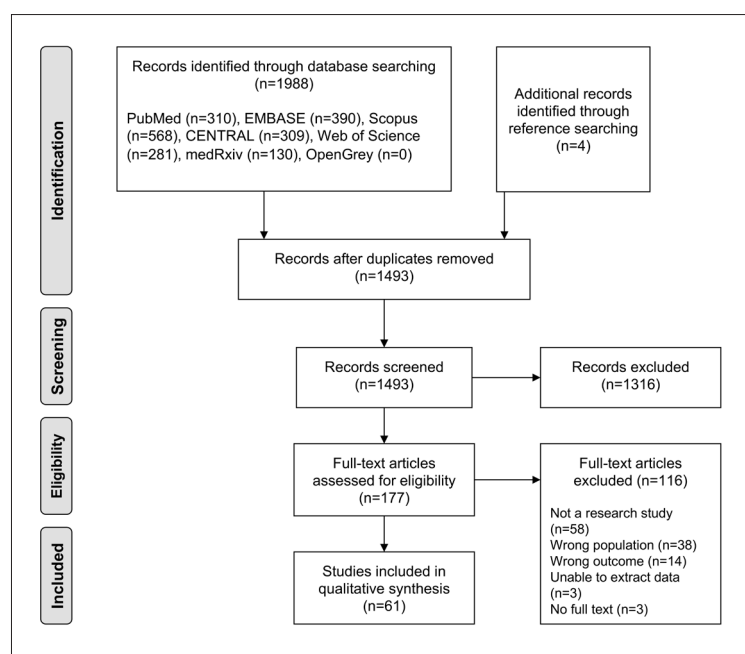 Identification
Records identified through database searching
(n=1988)
PubMed (n=310), EMBASE (n=390), Scopus
(n=568), CENTRAL (n=309), Web of Science
(n=281), medRxiv (n=130), OpenGrey (n=0)
Additional records
identified through
reference searching
(n=4)
Records after duplicates removed
(n=1493)
Screening
Records screened
(n=1493)
Records excluded
(n=1316)
Eligibility
Full-text articles
assessed for eligibility
(n=177)
Full-text articles
excluded (n=116)
Not a research study
(n=58)
Wrong population (n=38)
Wrong outcome (n=14)
Unable to extract data
(n=3)
No full text (n=3)
Included
Studies included in
qualitative synthesis
(n=61)